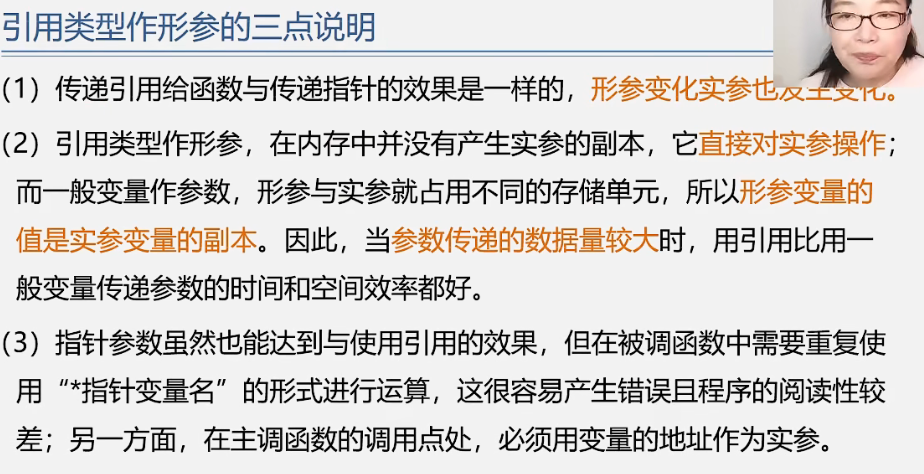 引用类型作形参的三点说明
(1）传递引用给函数与传递指针的效果是一样的，形参变化实参也发生变化。
(2）引用类型作形参，在内存中并没有产生实参的副本，它直接对实参操作；
而一般变量作参数，形参与实参就占用不同的存储单元，所以形参变量的
值是实参变量的副本。因此，当参数传递的数据量较大时，用引用比用一
般变量传递参数的时间和空间效率都好。
(3）指针参数虽然也能达到与使用引用的效果，但在被调函数中需要重复使
用“*指针变量名”的形式进行运算，这很容易产生错误且程序的阅读性较
差；另一方面，在主调函数的调用点处，必须用变量的地址作为实参。